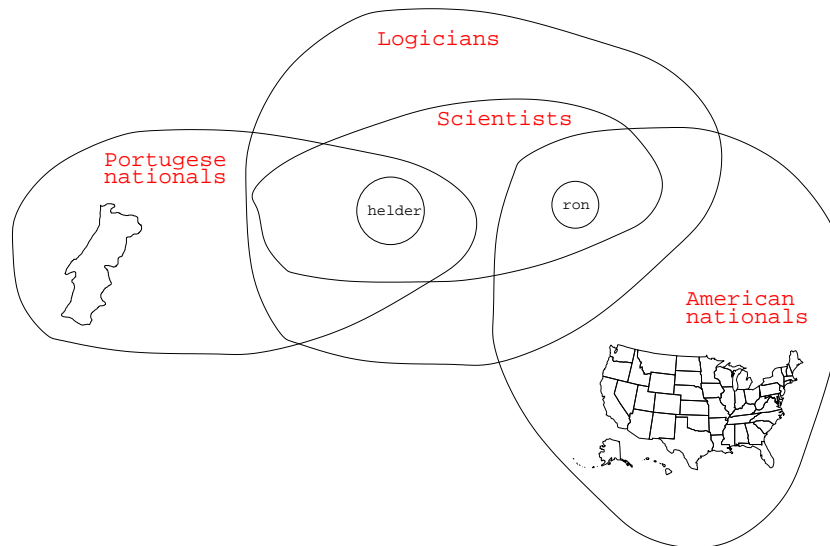 Logicians
Scientists
Portugese
nationals
helder
ron
American
nationals